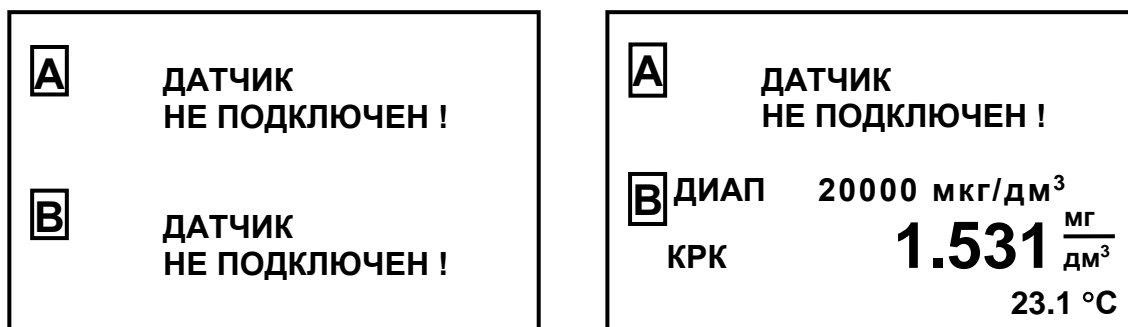 A
ДАТЧИК
НЕ ПОДКЛЮЧЕН !
B
ДАТЧИК
НЕ ПОДКЛЮЧЕН !
A
ДАТЧИК
НЕ ПОДКЛЮЧЕН !
B ДИАП 20000 мкг/дм³
КРК 1.531 мг/дм³
23.1 °C